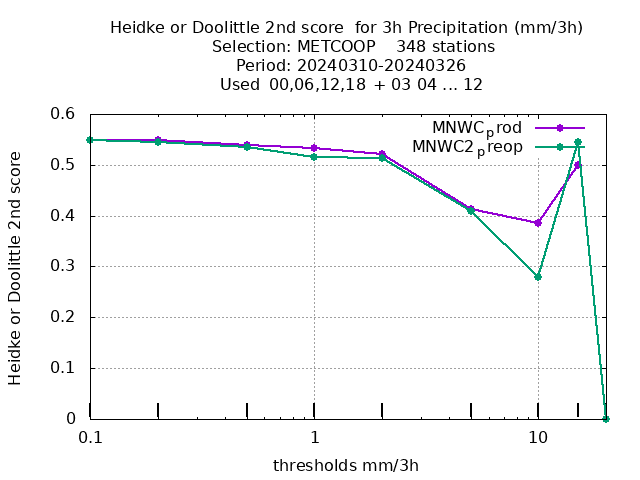 Heidke or Doolittle 2nd score  for 3h Precipitation (mm/3h)
Selection: METCOOP    348 stations
Period: 20240310-20240326
Used  00,06,12,18  + 03 04 ... 12
MNWCprod
MNWC2preop
Heidke or Doolittle 2nd score
0.6
0.5
0.4
0.3
0.2
0.1
0
0.1 1 10
thresholds mm/3h